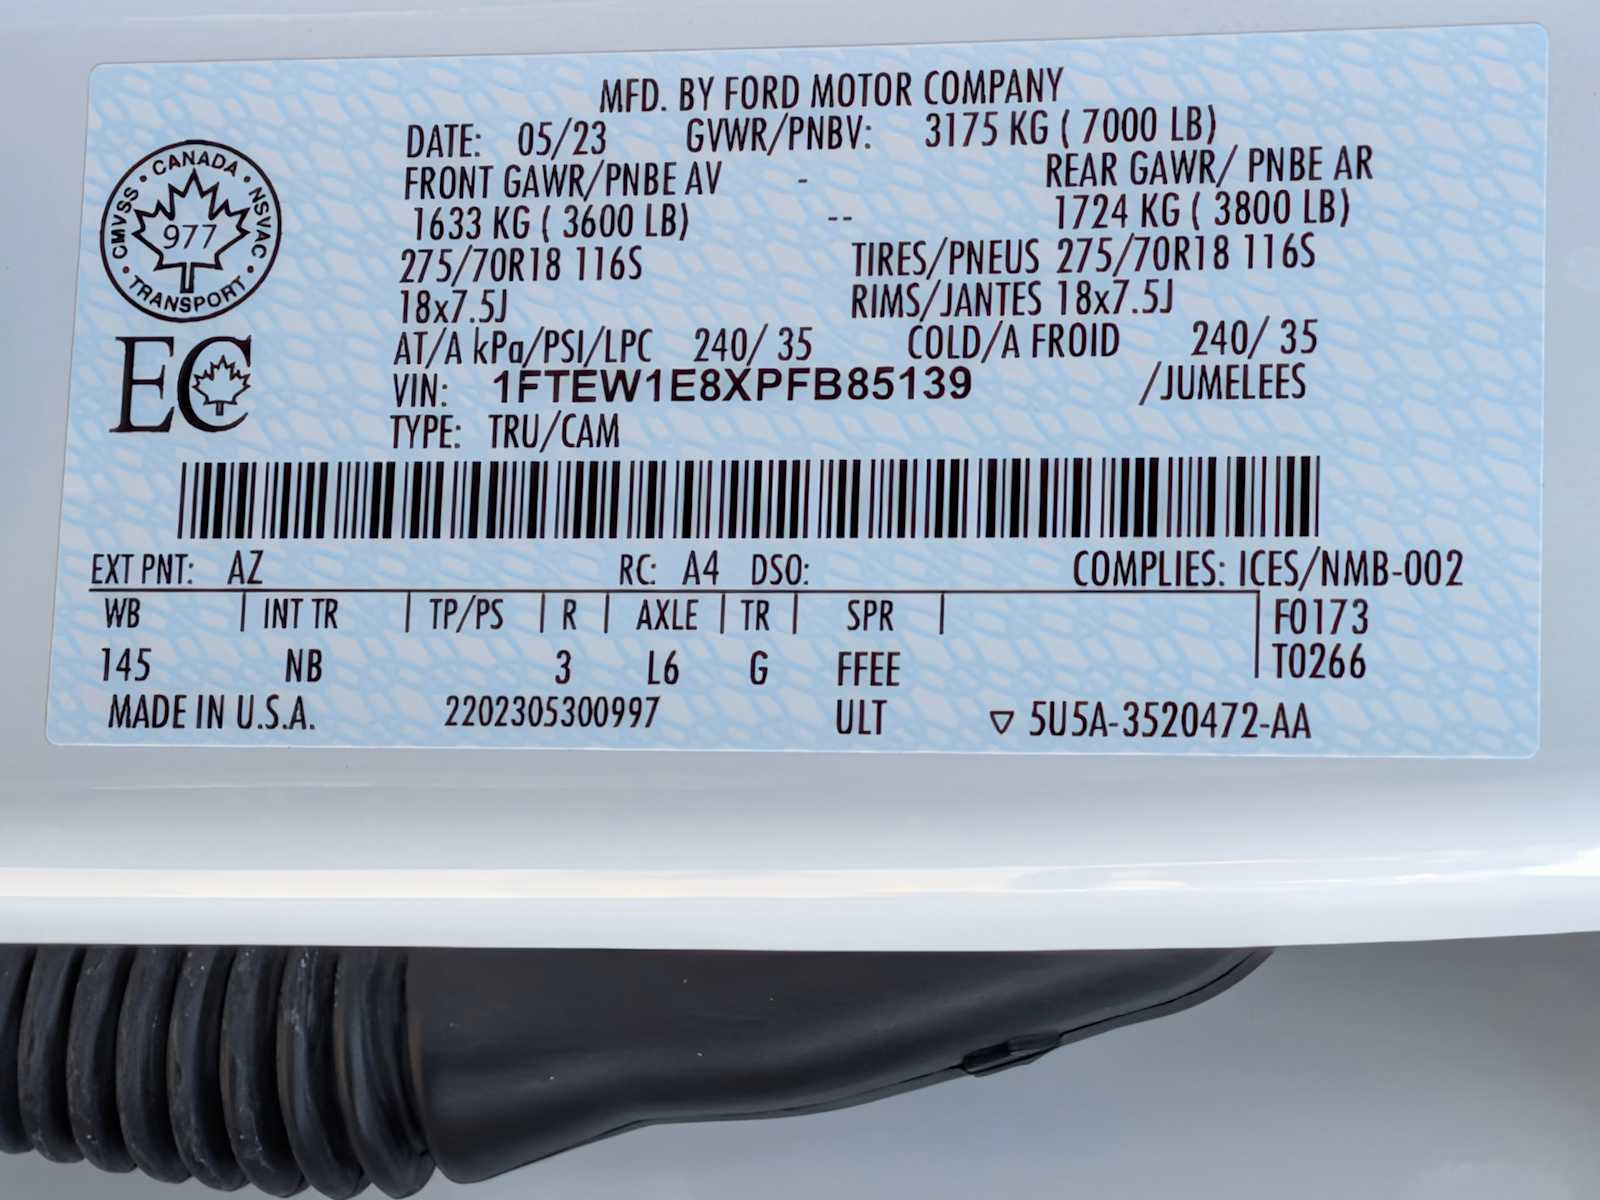 MFD. BY FORD MOTOR COMPANY
DATE: 05/23 GVWR/PNBV: 3175 KG ( 7000 LB)
FRONT GAWR/PNBE AV - REAR GAWR/ PNBE AR
1633 KG ( 3600 LB) -- 1724 KG ( 3800 LB)
275/70R18 116S TIRES/PNEUS 275/70R18 116S
18x7.5J RIMS/JANTES 18x7.5J
AT/A kPa/PSI/LPC 240/ 35 COLD/A FROID 240/ 35
VIN: 1FTEW1E8XPFB85139 /JUMELEES
TYPE: TRU/CAM
CMVSS • CANADA • NSVAC • TRANSPORT •
977
EC
EXT PNT: AZ RC: A4 DSO: COMPLIES: ICES/NMB-002
WB | INT TR | TP/PS | R | AXLE | TR | SPR | F0173
145 NB 3 L6 G FFEE T0266
MADE IN U.S.A. 2202305300997 ULT ▽ 5U5A-3520472-AA